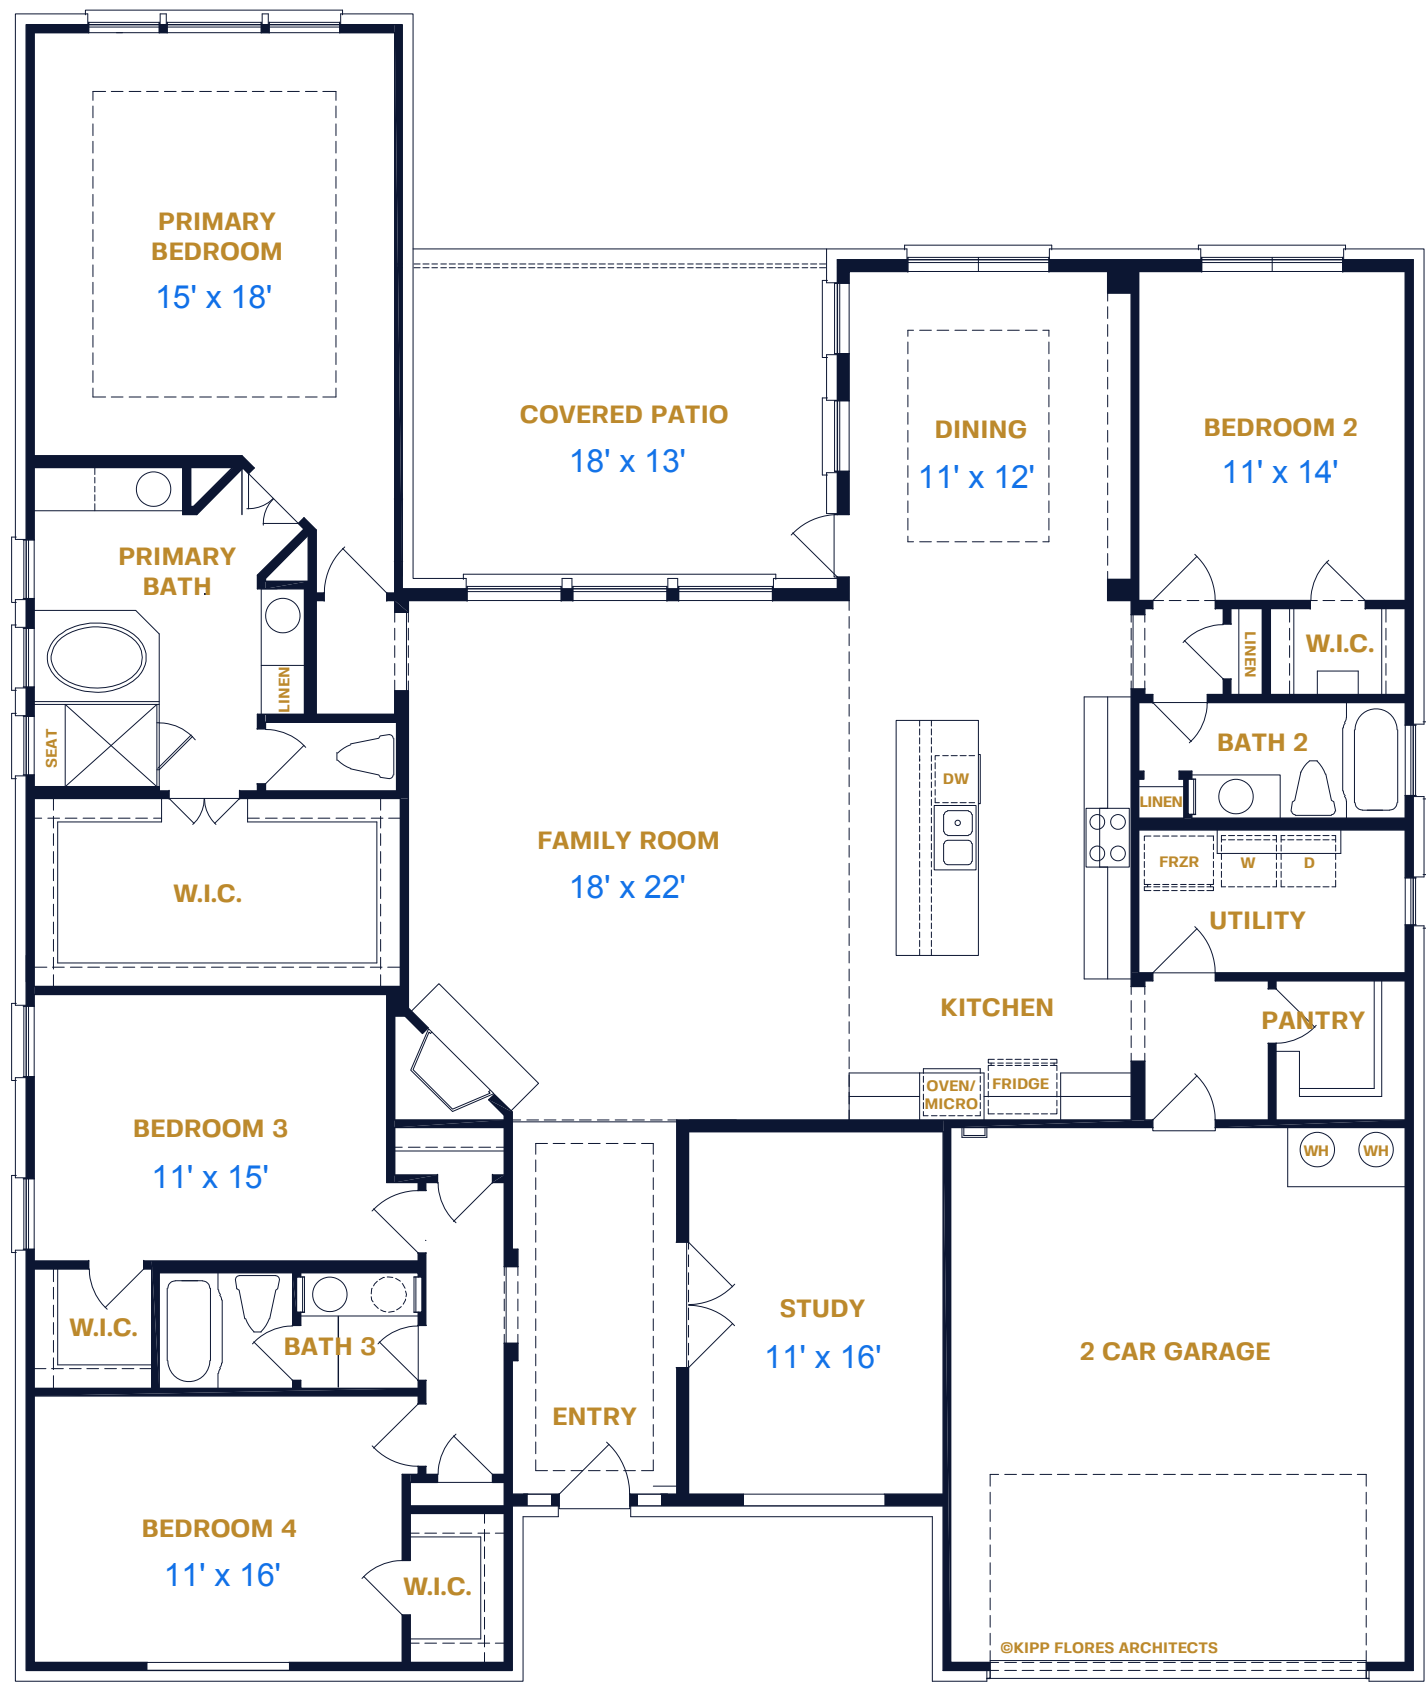 PRIMARY
BEDROOM
15' x 18'
COVERED PATIO
18' x 13'
DINING
11' x 12'
BEDROOM 2
11' x 14'
PRIMARY
BATH
LINEN
SEAT
LINEN
W.I.C.
BATH 2
LINEN
DW
FAMILY ROOM
18' x 22'
FRZR
W
D
UTILITY
W.I.C.
KITCHEN
PANTRY
OVEN/
MICRO
FRIDGE
BEDROOM 3
11' x 15'
WH
WH
W.I.C.
BATH 3
STUDY
11' x 16'
2 CAR GARAGE
ENTRY
BEDROOM 4
11' x 16'
W.I.C.
©KIPP FLORES ARCHITECTS